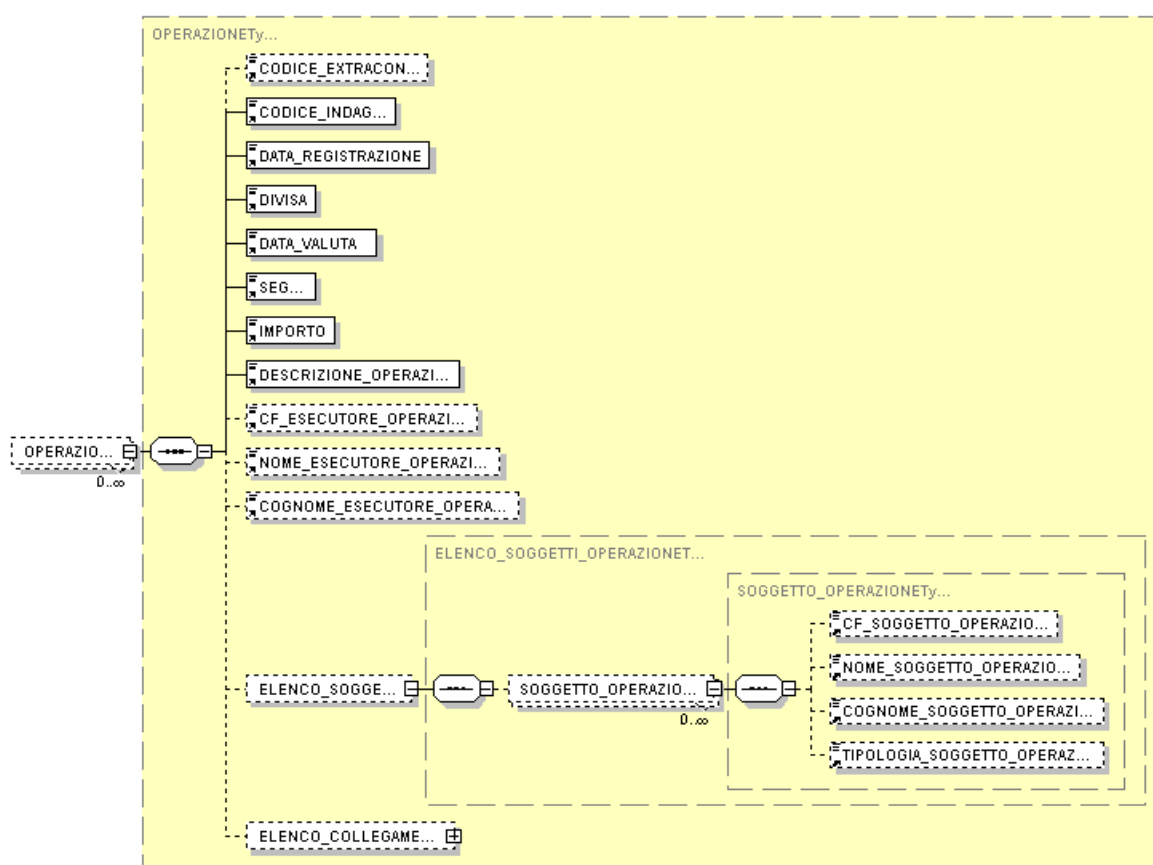 OPERAZIONETy...
CODICE_EXTRACON...
CODICE_INDAG...
DATA_REGISTRAZIONE
DIVISA
DATA_VALUTA
SEG...
IMPORTO
DESCRIZIONE_OPERAZI...
CF_ESECUTORE_OPERAZI...
OPERAZIO...
0..∞
NOME_ESECUTORE_OPERAZI...
COGNOME_ESECUTORE_OPERA...
ELENCO_SOGGETTI_OPERAZIONET...
SOGGETTO_OPERAZIONETy...
CF_SOGGETTO_OPERAZIO...
NOME_SOGGETTO_OPERAZIO...
ELENCO_SOGGE...
SOGGETTO_OPERAZIO...
0..∞
COGNOME_SOGGETTO_OPERAZI...
TIPOLOGIA_SOGGETTO_OPERAZ...
ELENCO_COLLEGAME...